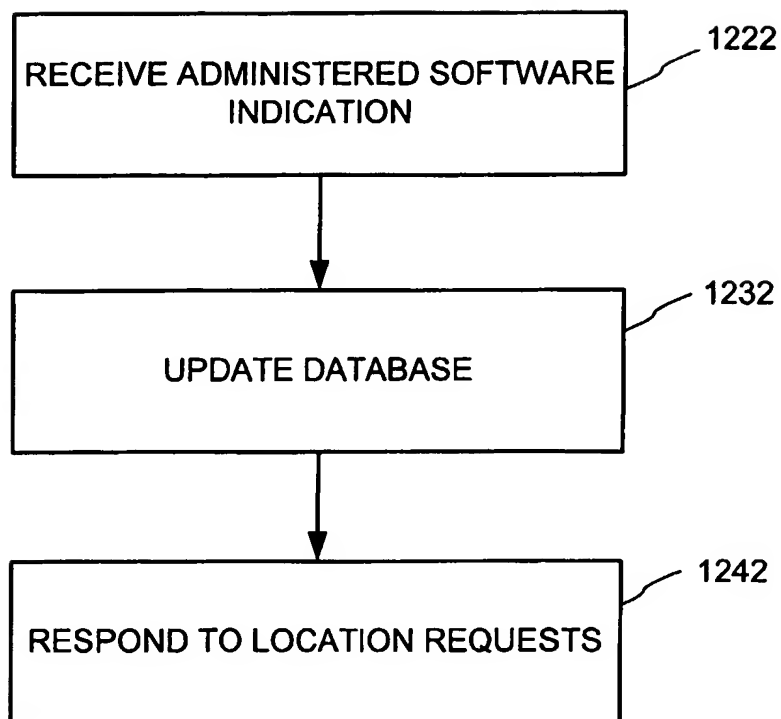 1222
RECEIVE ADMINISTERED SOFTWARE
INDICATION
1232
UPDATE DATABASE
1242
RESPOND TO LOCATION REQUESTS